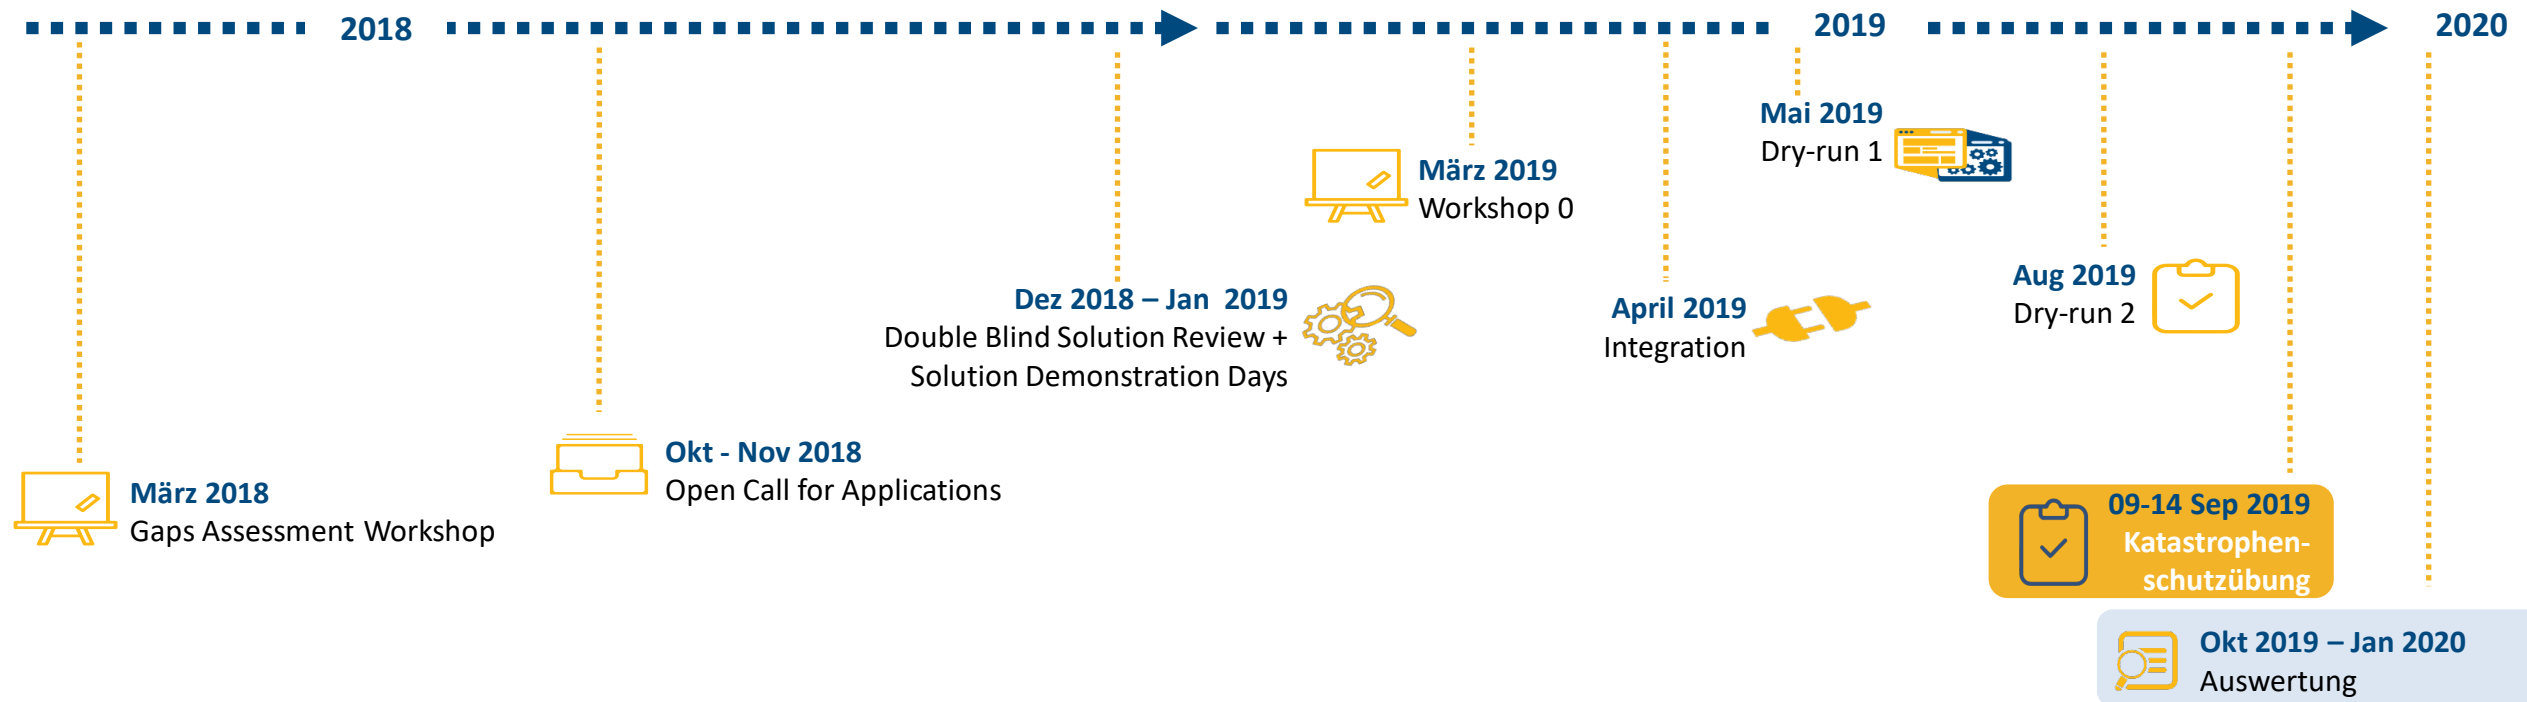 2018
2019
2020
März 2018
Gaps Assessment Workshop
Okt - Nov 2018
Open Call for Applications
Dez 2018 – Jan  2019
Double Blind Solution Review +
Solution Demonstration Days
März 2019
Workshop 0
April 2019
Integration
Mai 2019
Dry-run 1
Aug 2019
Dry-run 2
09-14 Sep 2019
Katastrophen-
schutzübung
Okt 2019 – Jan 2020
Auswertung